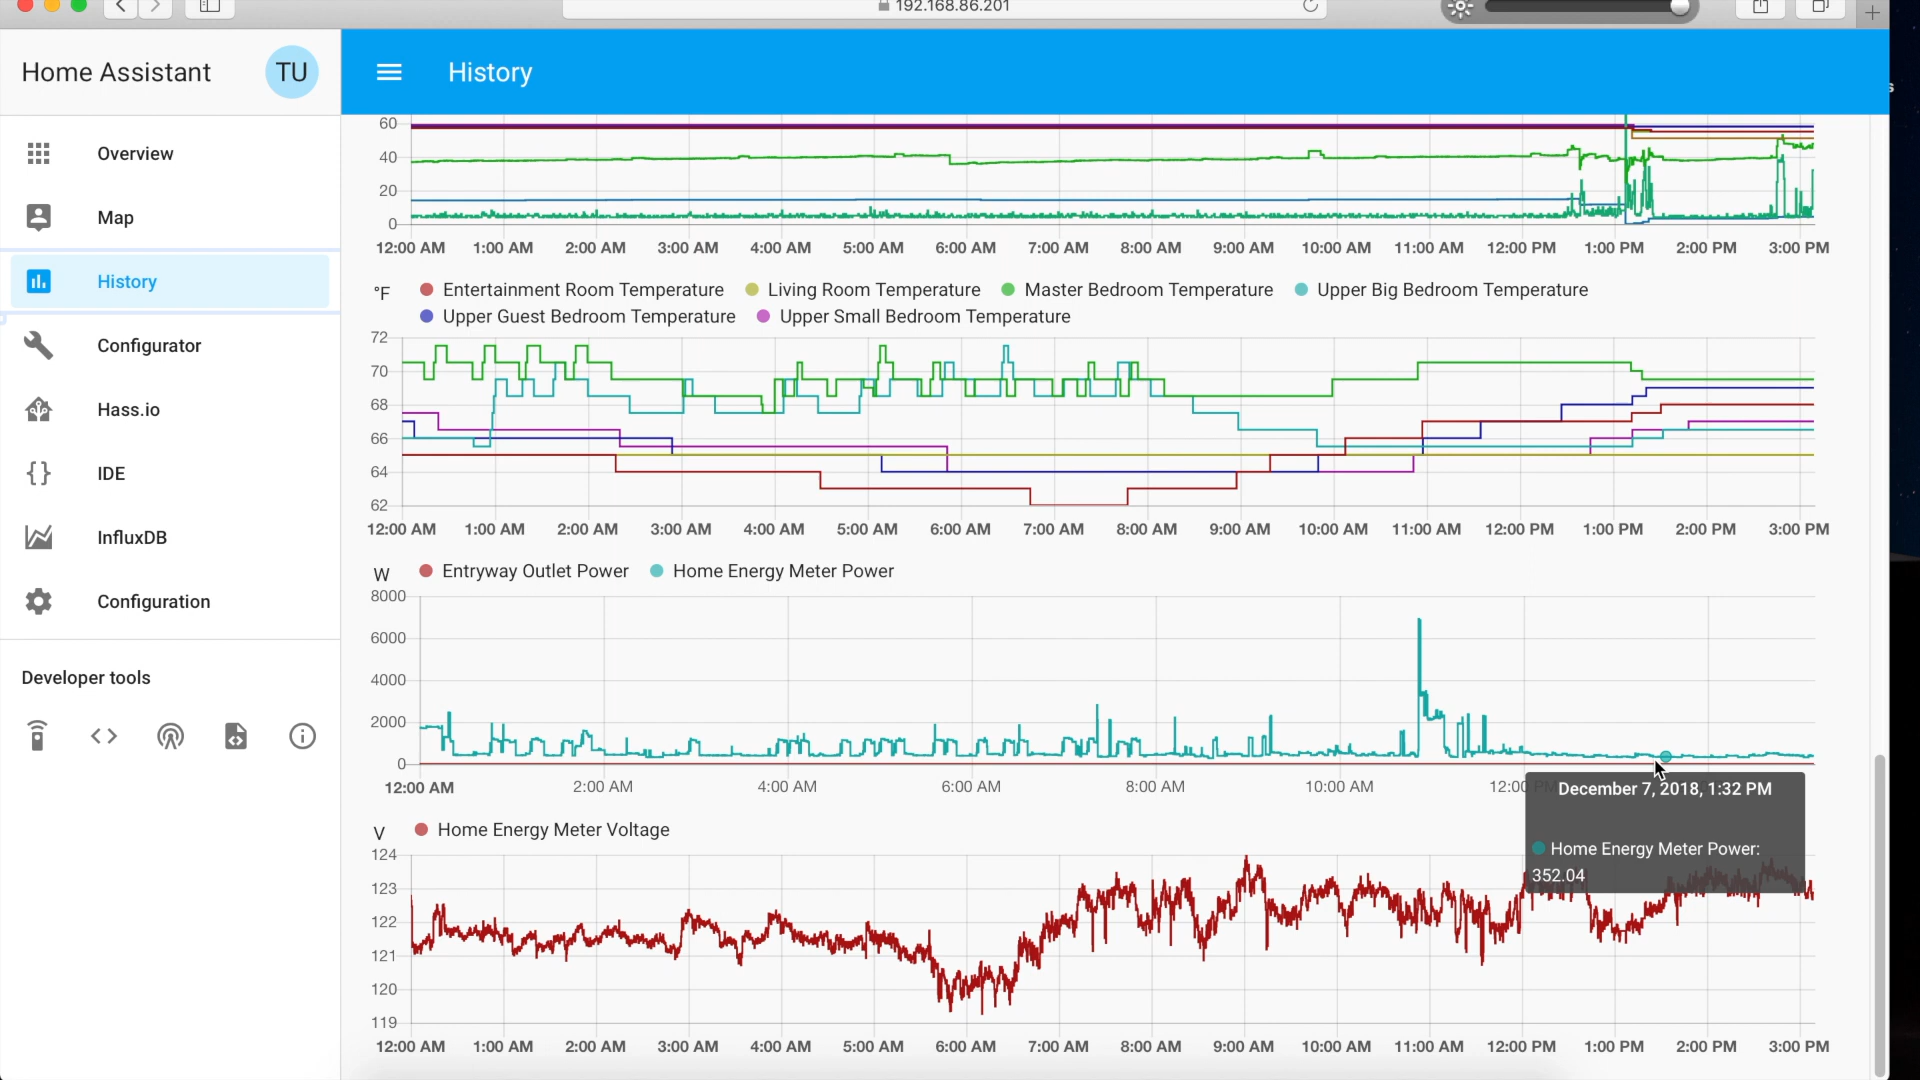 192.168.86.201
Home Assistant
TU
History
Overview
Map
History
Configurator
Hass.io
IDE
InfluxDB
Configuration
Developer tools
60
40
20
0
12:00 AM 1:00 AM 2:00 AM 3:00 AM 4:00 AM 5:00 AM 6:00 AM 7:00 AM 8:00 AM 9:00 AM 10:00 AM 11:00 AM 12:00 PM 1:00 PM 2:00 PM 3:00 PM
°F
Entertainment Room Temperature Living Room Temperature Master Bedroom Temperature Upper Big Bedroom Temperature
Upper Guest Bedroom Temperature Upper Small Bedroom Temperature
72
70
68
66
64
62
12:00 AM 1:00 AM 2:00 AM 3:00 AM 4:00 AM 5:00 AM 6:00 AM 7:00 AM 8:00 AM 9:00 AM 10:00 AM 11:00 AM 12:00 PM 1:00 PM 2:00 PM 3:00 PM
W Entryway Outlet Power Home Energy Meter Power
8000
6000
4000
2000
0
12:00 AM 2:00 AM 4:00 AM 6:00 AM 8:00 AM 10:00 AM 12:00 PM
December 7, 2018, 1:32 PM
Home Energy Meter Power:
352.04
V Home Energy Meter Voltage
124
123
122
121
120
119
12:00 AM 1:00 AM 2:00 AM 3:00 AM 4:00 AM 5:00 AM 6:00 AM 7:00 AM 8:00 AM 9:00 AM 10:00 AM 11:00 AM 12:00 PM 1:00 PM 2:00 PM 3:00 PM